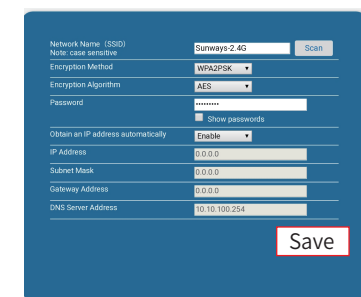 Network Name (SSID)
Note: case sensitive
Sunways-2.4G
Scan
Encryption Method
WPA2PSK
Encryption Algorithm
AES
Password
•••••••••
Show passwords
Obtain an IP address automatically
Enable
IP Address
0.0.0.0
Subnet Mask
0.0.0.0
Gateway Address
0.0.0.0
DNS Server Address
10.10.100.254
Save